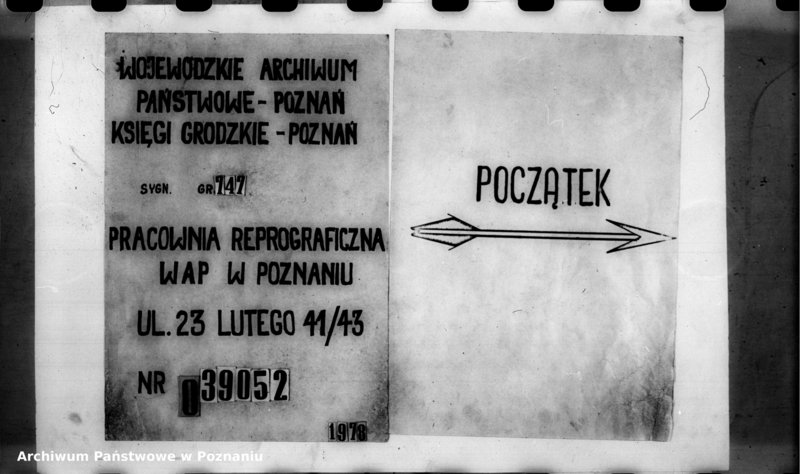 WOJEWÓDZKIE ARCHIWUM
PAŃSTWOWE - POZNAŃ
KSIĘGI GRODZKIE - POZNAŃ
SYGN. GR. 747
PRACOWNIA REPROGRAFICZNA
WAP W POZNANIU
UL. 23 LUTEGO 41/43
NR 039052
1978
POCZĄTEK
Archiwum Państwowe w Poznaniu